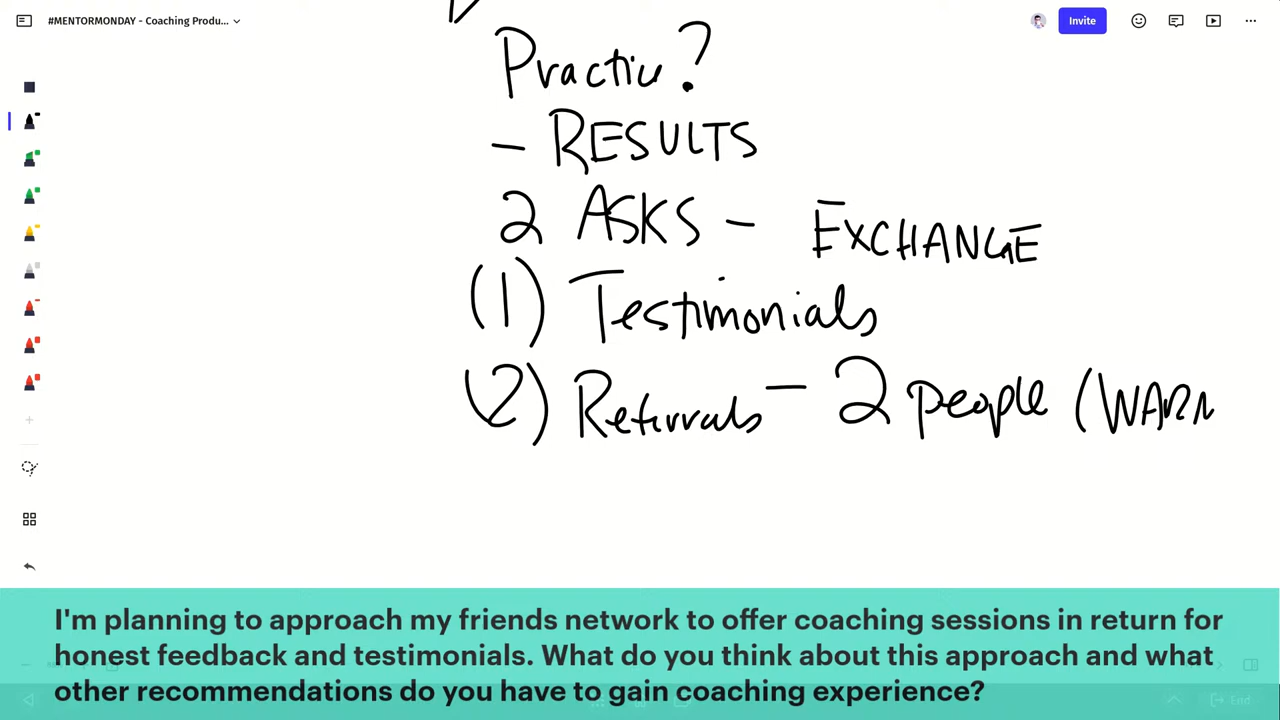 #MENTORMONDAY - Coaching Produ...
Invite
Practice?
- RESULTS
2 ASKS - EXCHANGE
(1) Testimonials
(2) Referrals - 2 people (WARM
I'm planning to approach my friends network to offer coaching sessions in return for
honest feedback and testimonials. What do you think about this approach and what
other recommendations do you have to gain coaching experience?
End